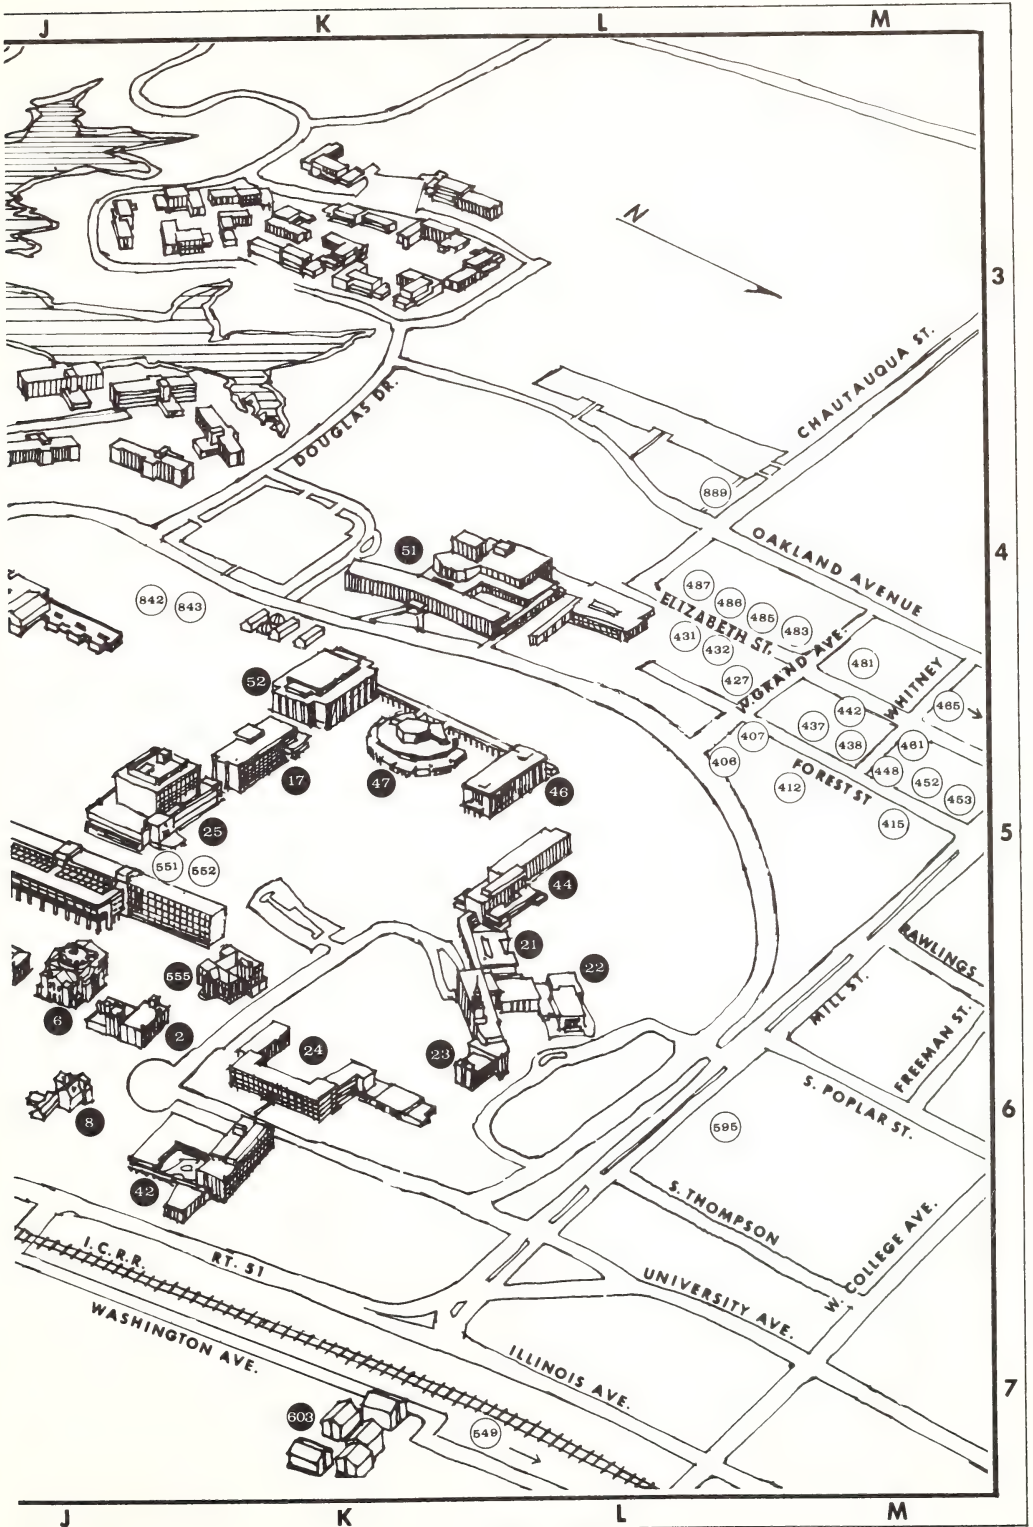 J K L M
N
3
CHAUTAUQUA ST.
DOUGLAS DR.
889
OAKLAND AVENUE
4
51
487
486
485
483
842 843
ELIZABETH ST.
431
432
481
W. GRAND AVE.
WHITNEY
427
52
442
465
437
407
438
461
17
47
406
46
448
452
412
FOREST ST
453
415
25
5
551 552
44
RAWLINGS
21
22
555
MILL ST.
6
2
24
23
FREEMAN ST.
S. POPLAR ST.
8
595
6
42
S. THOMPSON
W. COLLEGE AVE.
I.C.R.R.
RT. 51
UNIVERSITY AVE.
WASHINGTON AVE.
ILLINOIS AVE.
7
603
549
J K L M